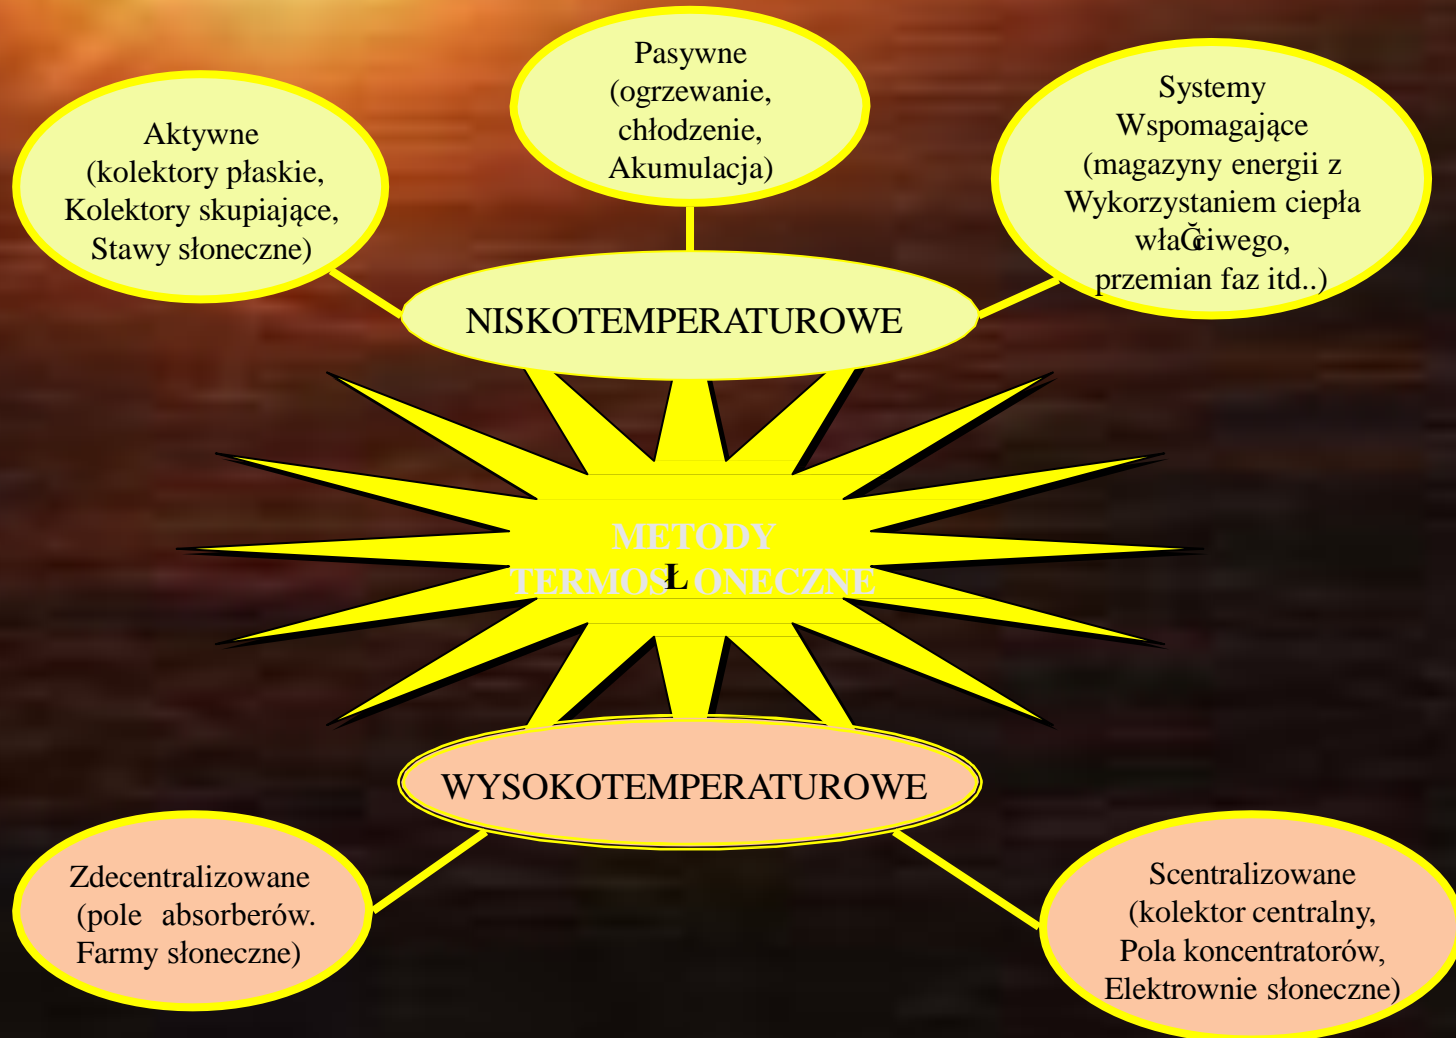 Pasywne
(ogrzewanie,
chłodzenie,
Akumulacja)
Aktywne
(kolektory płaskie,
Kolektory skupiające,
Stawy słoneczne)
Systemy
Wspomagające
(magazyny energii z
Wykorzystaniem ciepła
właĞciwego,
przemian faz itd..)
NISKOTEMPERATUROWE
METODY
TERMOSŁONECZNE
WYSOKOTEMPERATUROWE
Zdecentralizowane
(pole absorberów.
Farmy słoneczne)
Scentralizowane
(kolektor centralny,
Pola koncentratorów,
Elektrownie słoneczne)